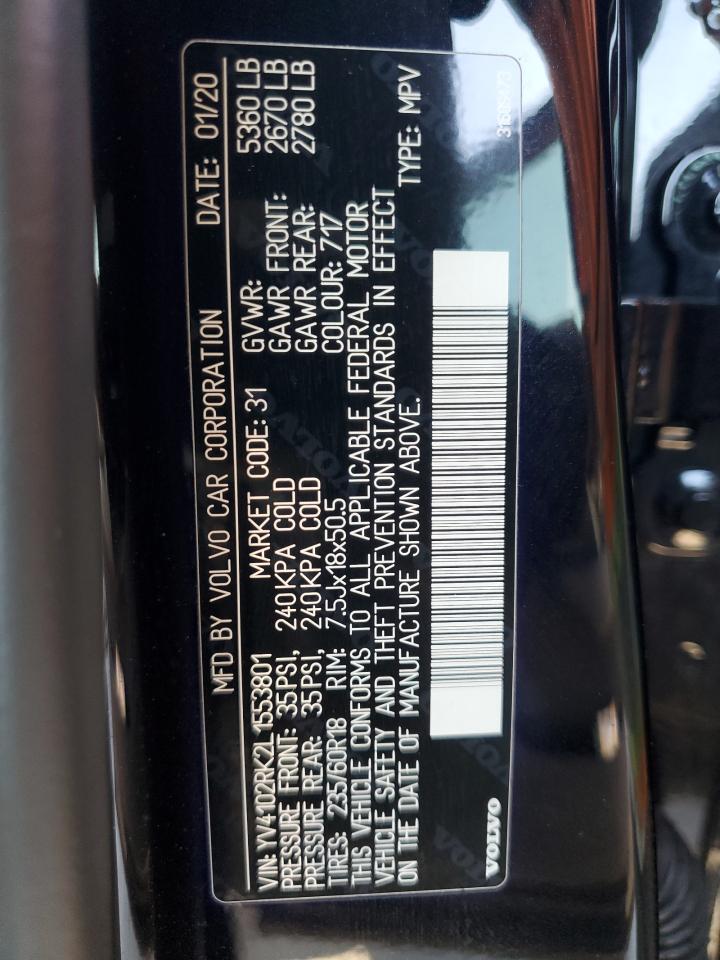 MFD BY VOLVO CAR CORPORATION DATE: 01/20
VIN: YV4102RK2L 1553801 MARKET CODE: 31 GVWR: 5360 LB
PRESSURE FRONT: 35PSI, 240KPA COLD GAWR FRONT: 2670 LB
PRESSURE REAR: 35PSI, 240KPA COLD GAWR REAR: 2780 LB
TIRES: 235/60R18 RIM: 7.5Jx18x50.5 COLOUR: 717
THIS VEHICLE CONFORMS TO ALL APPLICABLE FEDERAL MOTOR
VEHICLE SAFETY AND THEFT PREVENTION STANDARDS IN EFFECT
ON THE DATE OF MANUFACTURE SHOWN ABOVE. TYPE: MPV
VOLVO